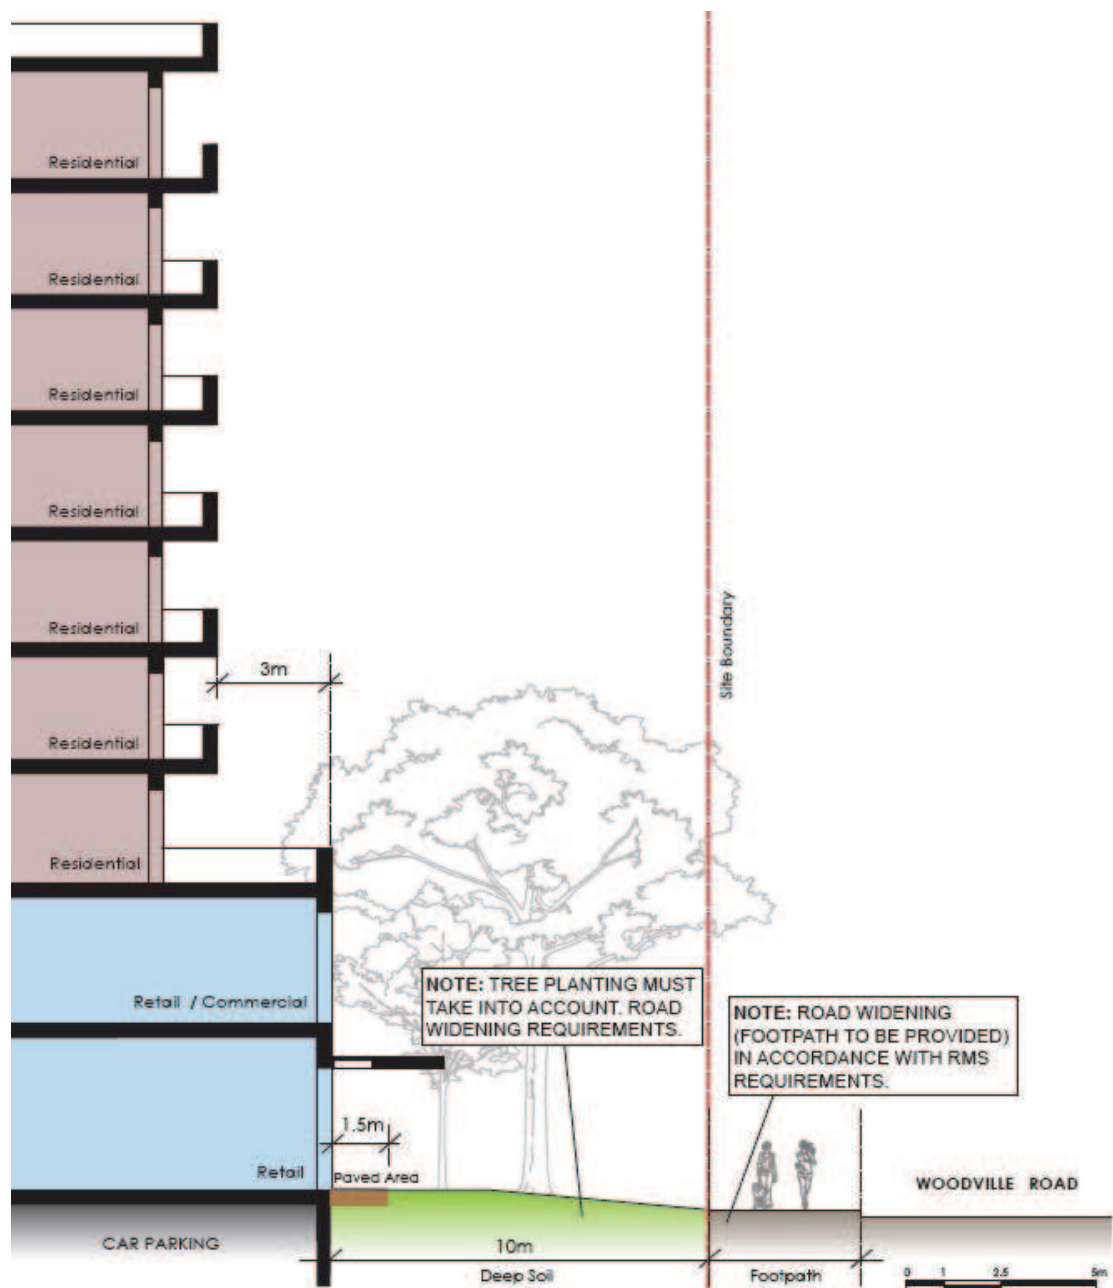 Residential
Residential
Residential
Residential
Residential
3m
Site Boundary
Residential
Residential
Retail / Commercial
NOTE: TREE PLANTING MUST
TAKE INTO ACCOUNT. ROAD
WIDENING REQUIREMENTS.
NOTE: ROAD WIDENING
(FOOTPATH TO BE PROVIDED)
IN ACCORDANCE WITH RMS
REQUIREMENTS.
1.5m
Retail
Paved Area
WOODVILLE ROAD
CAR PARKING
10m
Deep Soil
Footpath
0 1 2.5 5m